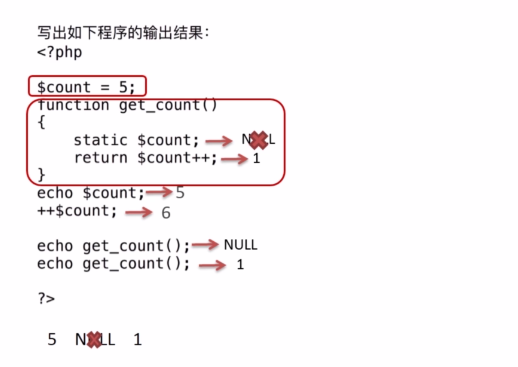 写出如下程序的输出结果：
<?php
$count = 5;
function get_count()
{
static $count; NULL
return $count++; 1
}
echo $count; 5
++$count; 6
echo get_count(); NULL
echo get_count(); 1
?>
5 NULL 1